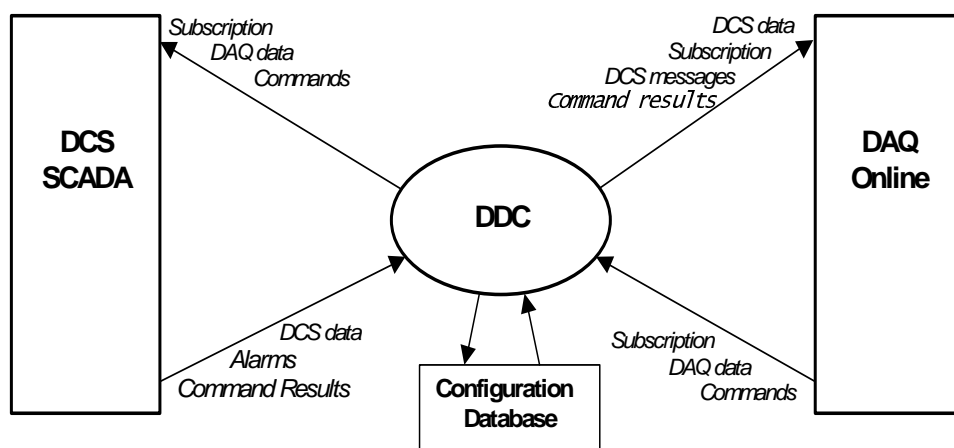 Subscription
DAQ data
Commands
DCS data
Subscription
DCS messages
Command results
DCS
SCADA
DDC
DAQ
Online
DCS data
Alarms
Command Results
Subscription
DAQ data
Commands
Configuration
Database